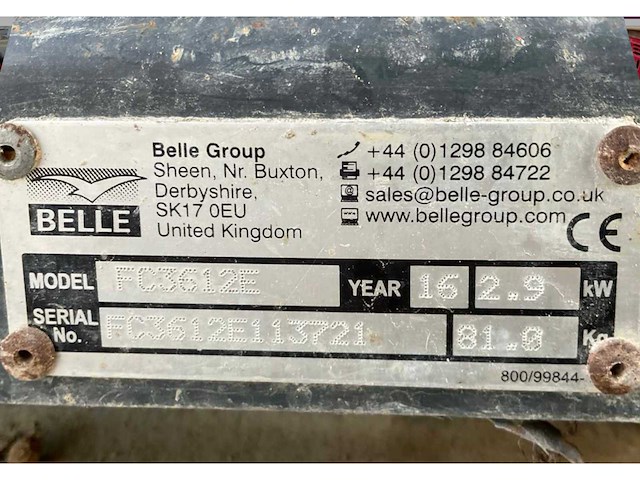 Belle Group
Sheen, Nr. Buxton,
Derbyshire,
SK17 0EU
United Kingdom
+44 (0)1298 84606
+44 (0)1298 84722
sales@belle-group.co.uk
www.bellegroup.com
BELLE
CE
MODEL FC3612E YEAR 16 2.9 kW
SERIAL No. FC3612E113721 81.0
800/99844-